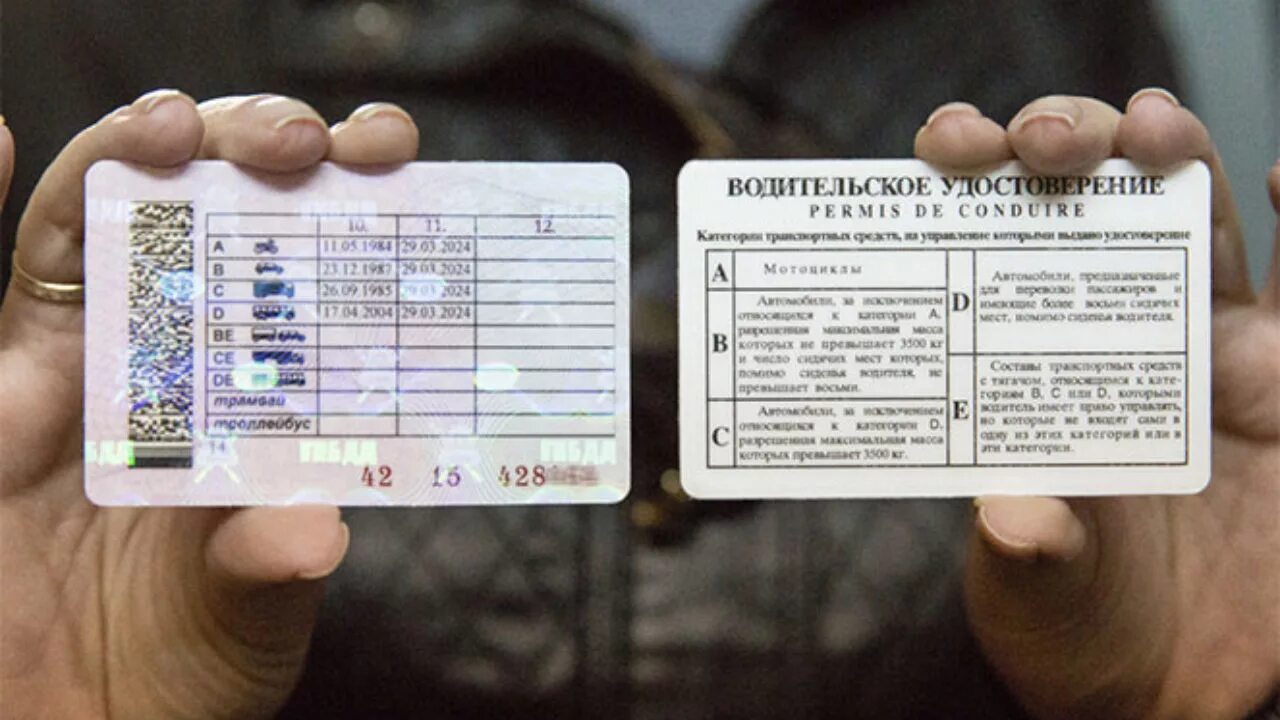 10. 11. 12.
A 11.05.1984 29.03.2024
B 23.12.1987 29.03.2024
C 26.09.1985 29.03.2024
D 17.04.2004 29.03.2024
BE
CE
DE
трамвай
троллейбус
14.
ГИБДД ГИБДД
42 15 428
ВОДИТЕЛЬСКОЕ УДОСТОВЕРЕНИЕ
PERMIS DE CONDUIRE
Категории транспортных средств, на управление которыми выдано удостоверение
A Мотоциклы
B Автомобили, за исключением
относящихся к категории A,
разрешенная максимальная масса
которых не превышает 3500 кг
и число сидячих мест которых,
помимо сиденья водителя, не
превышает восьми.
C Автомобили, за исключением
относящихся к категории D,
разрешенная максимальная масса
которых превышает 3500 кг.
D Автомобили, предназначенные
для перевозки пассажиров и
имеющие более восьми сидячих
мест, помимо сиденья водителя.
E Составы транспортных средств
с тягачом, относящимся к кате-
гориям B, C или D, которыми
водитель имеет право управлять,
но которые не входят сами в
одну из этих категорий или в
эти категории.